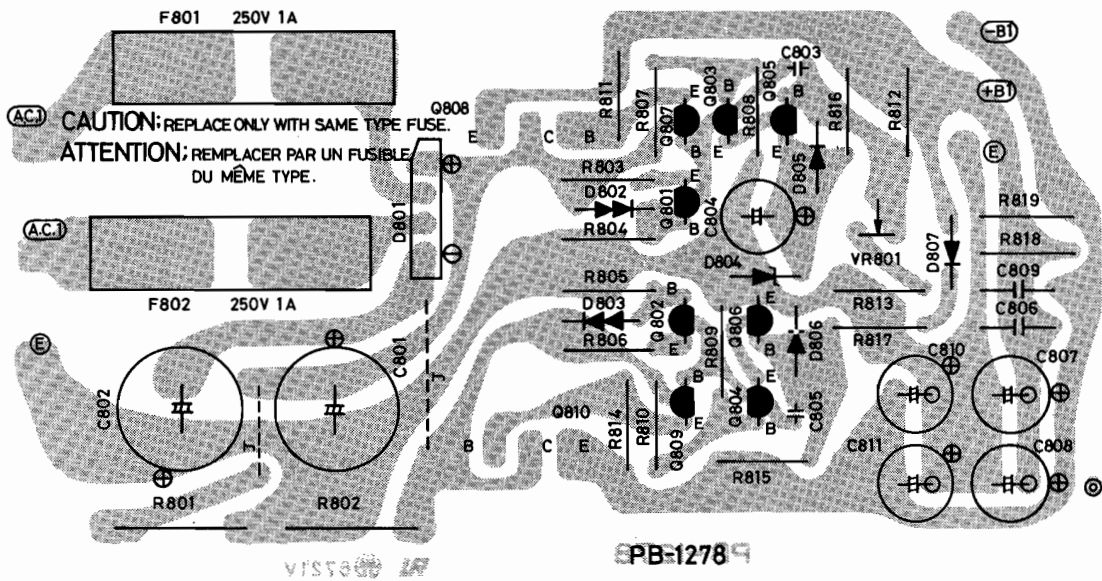 F801 250V 1A
-B1
C803
Q805
Q803
B
E
B
E
R811
R807
Q807
R808
R816
R812
+B1
A.C.1
CAUTION: REPLACE ONLY WITH SAME TYPE FUSE.
Q808
E
C
B
B
E
E
E
ATTENTION: REMPLACER PAR UN FUSIBLE
DU MÊME TYPE.
R803
D802
Q801
E
B
C804
D805
D801
R804
R819
A.C.1
R818
D807
VR801
D804
C809
R805
D803
R806
B
Q802
E
E
Q806
B
R809
D806
R813
C806
R817
F802 250V 1A
E
C801
C802
J
J
C810
C807
Q810
B
C
E
R814
R810
B
Q809
E
E
Q804
B
C805
C811
C808
R815
R801
R802
PB-1278